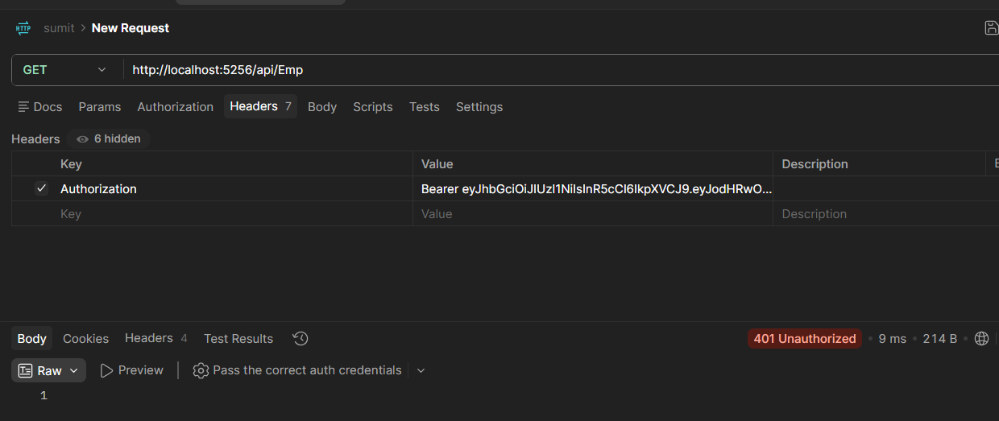 HTTP sumit > New Request
GET http://localhost:5256/api/Emp
Docs Params Authorization Headers 7 Body Scripts Tests Settings
Headers 6 hidden
Key Value Description
Authorization Bearer eyJhbGciOiJIUzI1NiIsInR5cCI6IkpXVCJ9.eyJodHRwO...
Key Value Description
Body Cookies Headers 4 Test Results 401 Unauthorized • 9 ms • 214 B •
Raw Preview Pass the correct auth credentials
1